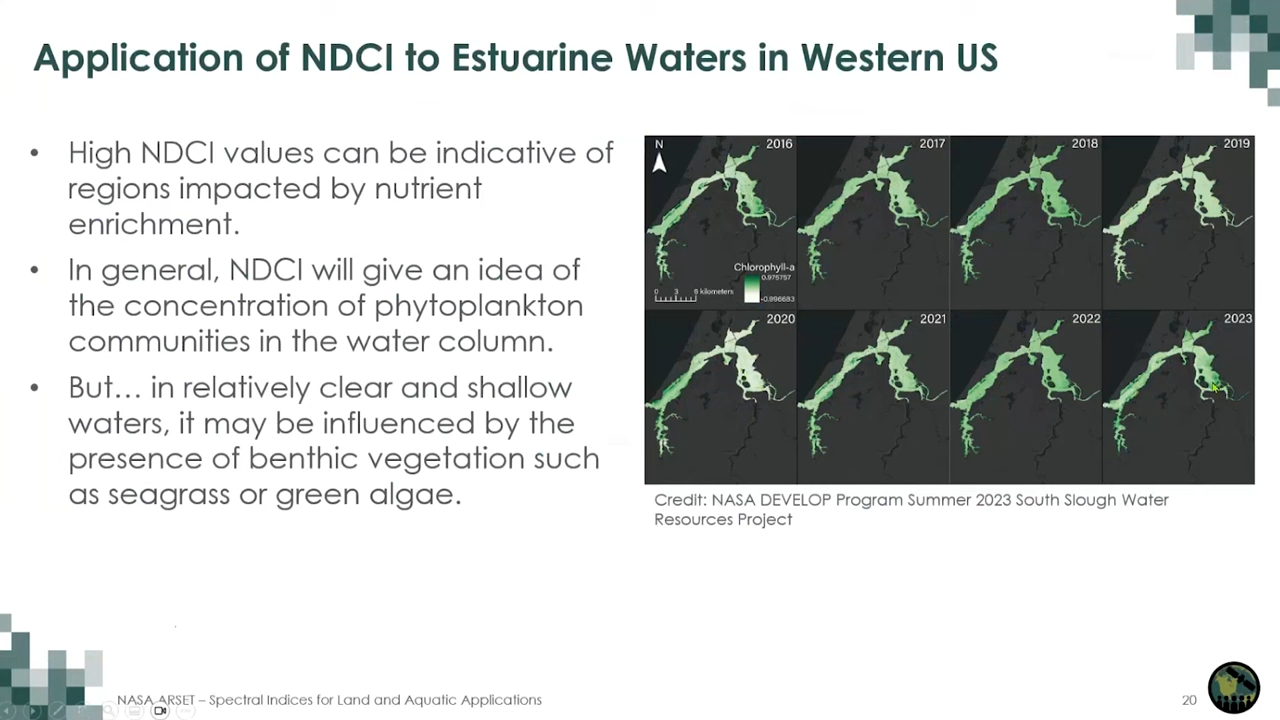 Application of NDCI to Estuarine Waters in Western US
• High NDCI values can be indicative of
regions impacted by nutrient
enrichment.
• In general, NDCI will give an idea of
the concentration of phytoplankton
communities in the water column.
• But… in relatively clear and shallow
waters, it may be influenced by the
presence of benthic vegetation such
as seagrass or green algae.
N
2016
2017
2018
2019
Chlorophyll-a
0.975757
-0.996683
0 3 6 kilometers
2020
2021
2022
2023
Credit: NASA DEVELOP Program Summer 2023 South Slough Water
Resources Project
NASA ARSET – Spectral Indices for Land and Aquatic Applications
20